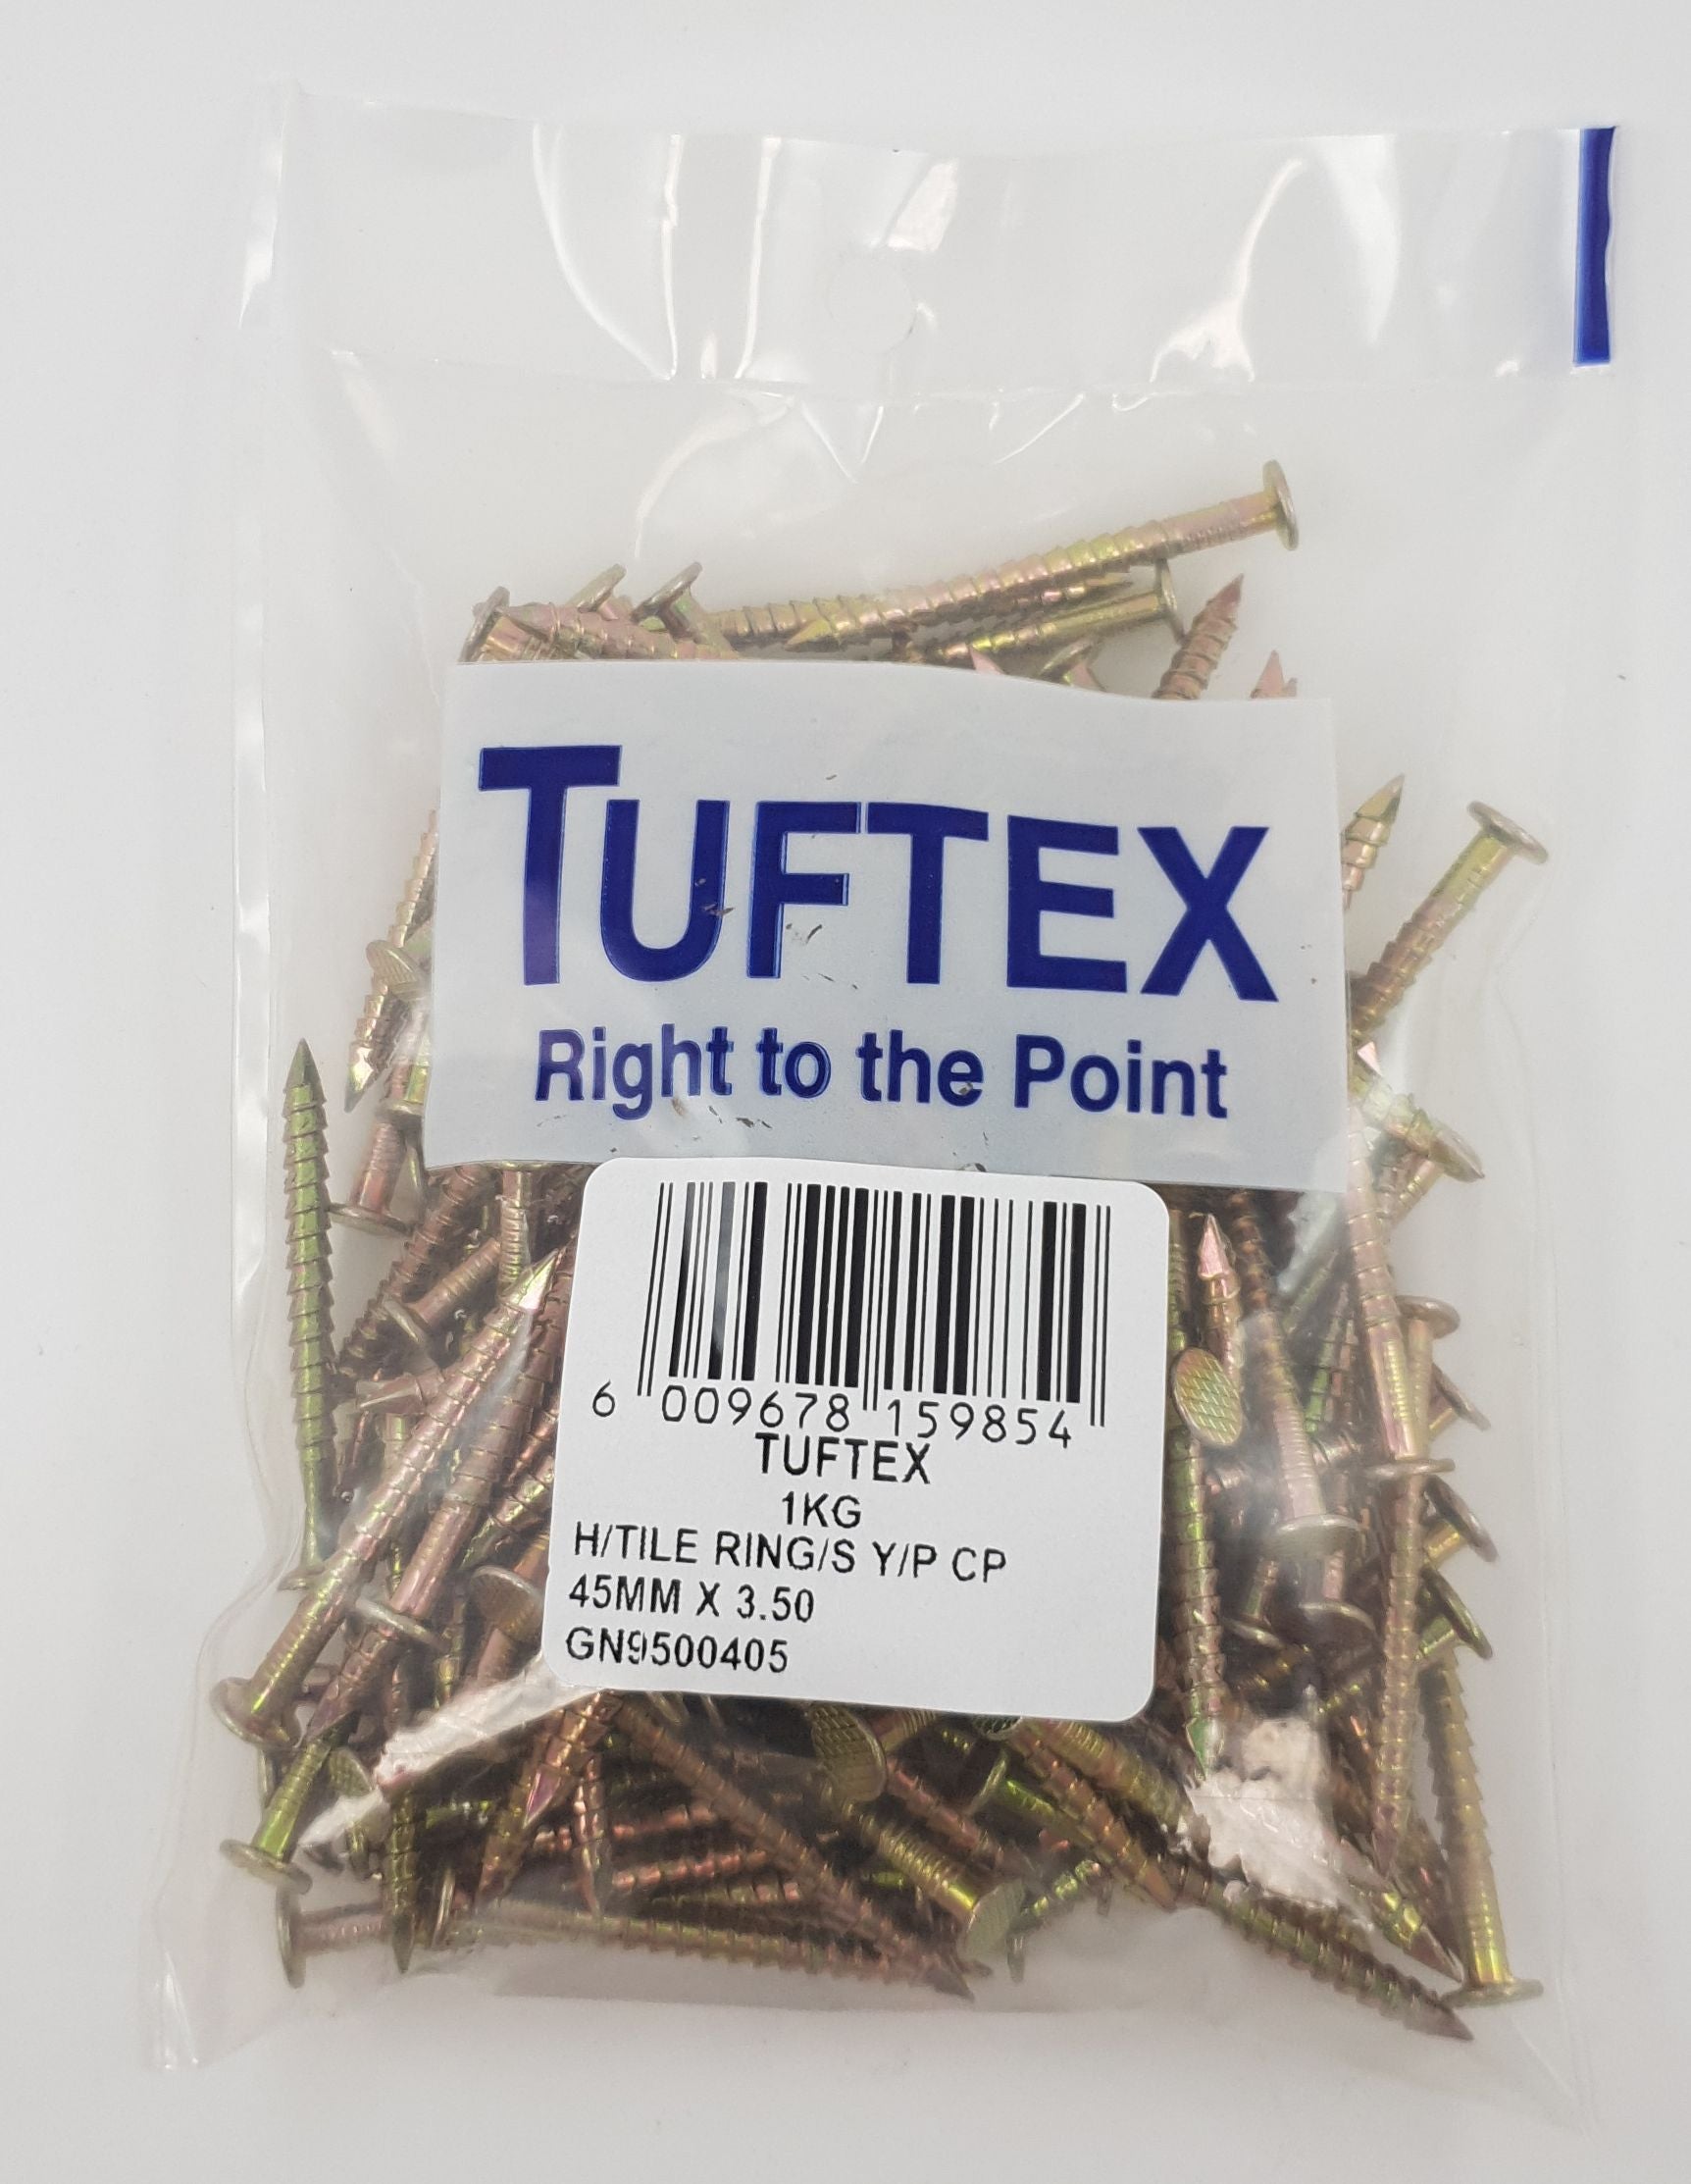 TUFTEX
Right to the Point
6 009678 159854
TUFTEX
1KG
H/TILE RING/S Y/P CP
45MM X 3.50
GN9500405